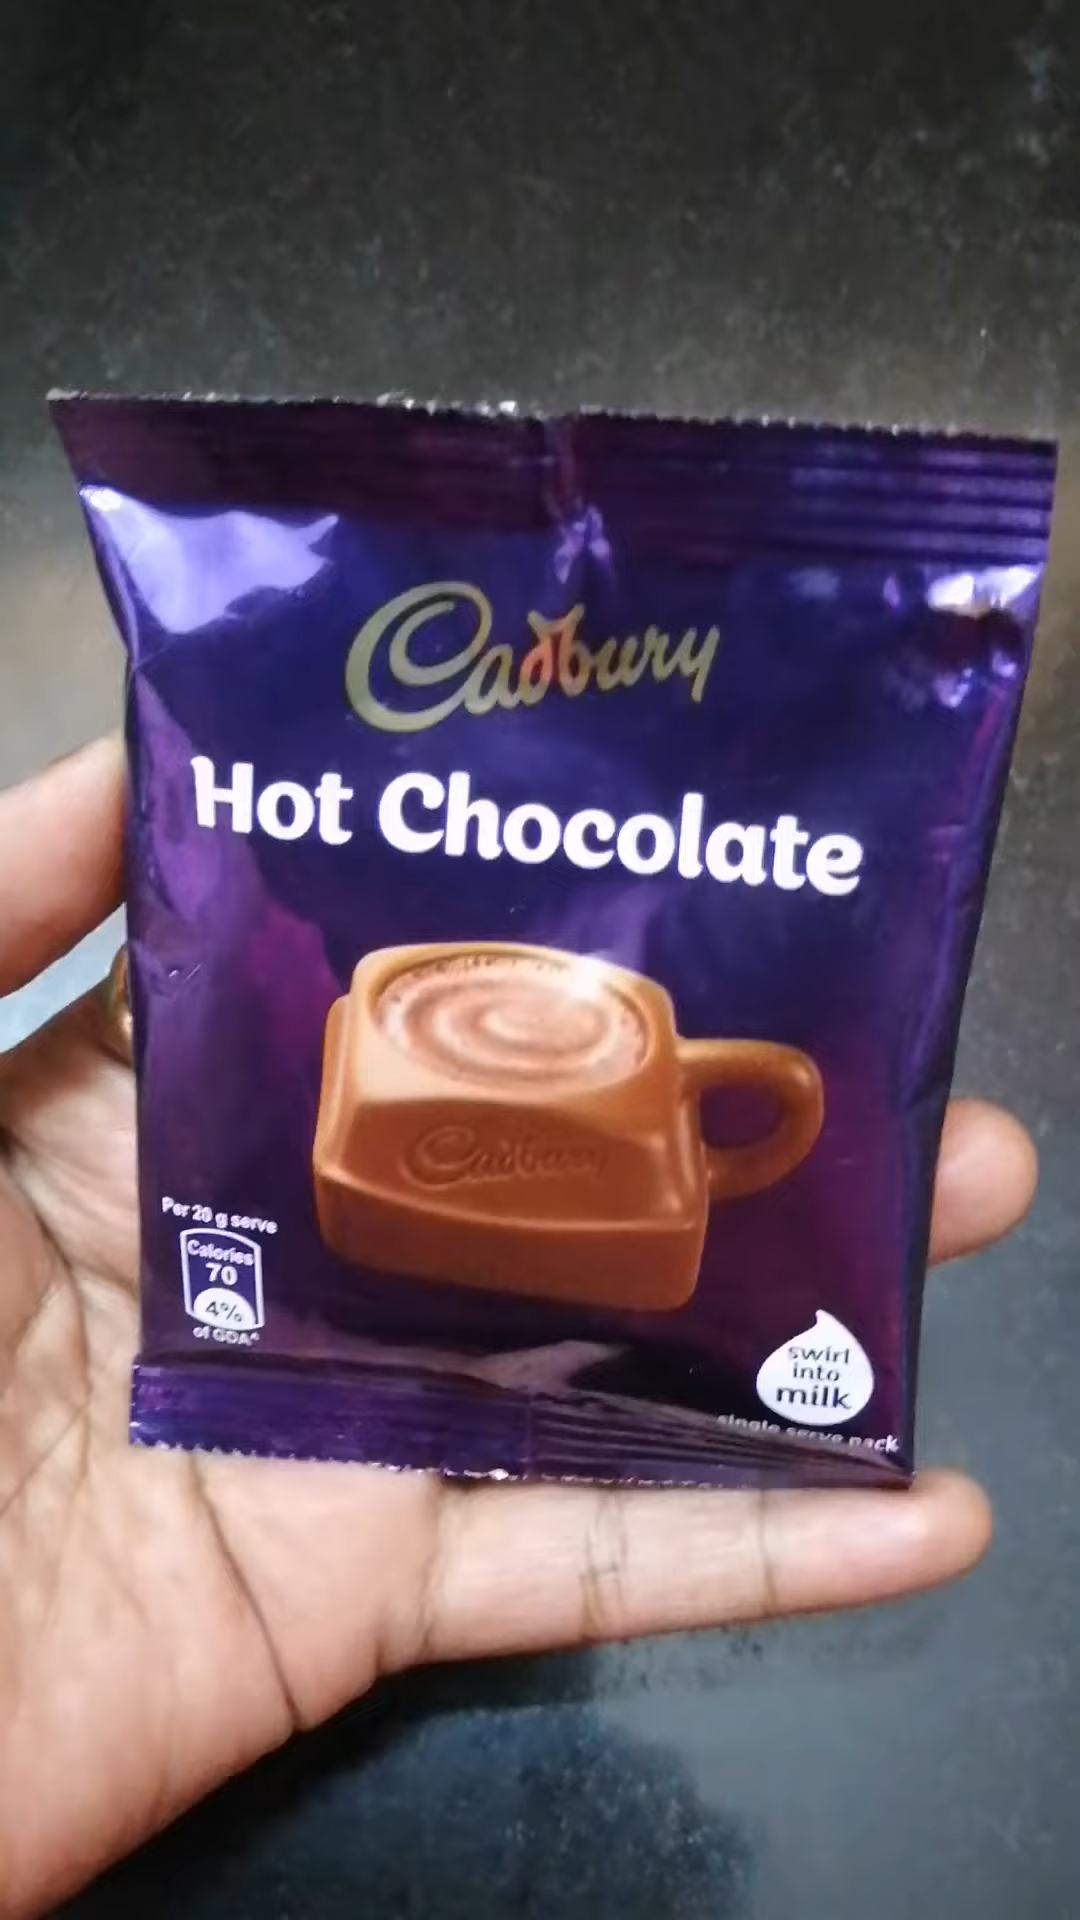 Cadbury
Hot Chocolate
Cadbury
Per 20 g serve
Calories
70
4%
of GDA*
swirl
into
milk
single serve pack